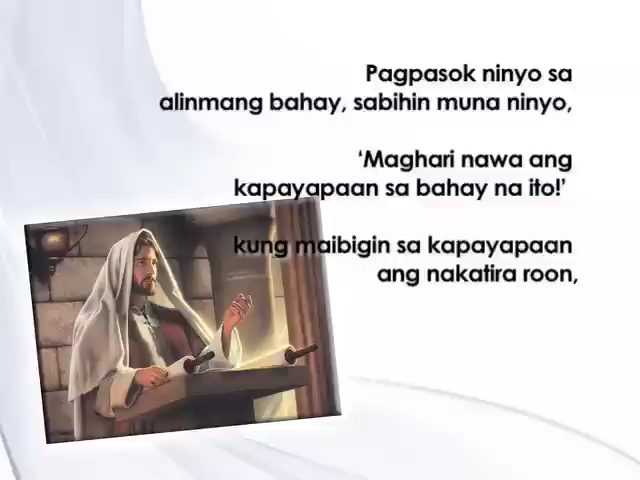 Pagpasok ninyo sa
alinmang bahay, sabihin muna ninyo,
‘Maghari nawa ang
kapayapaan sa bahay na ito!’
kung maibigin sa kapayapaan
ang nakatira roon,